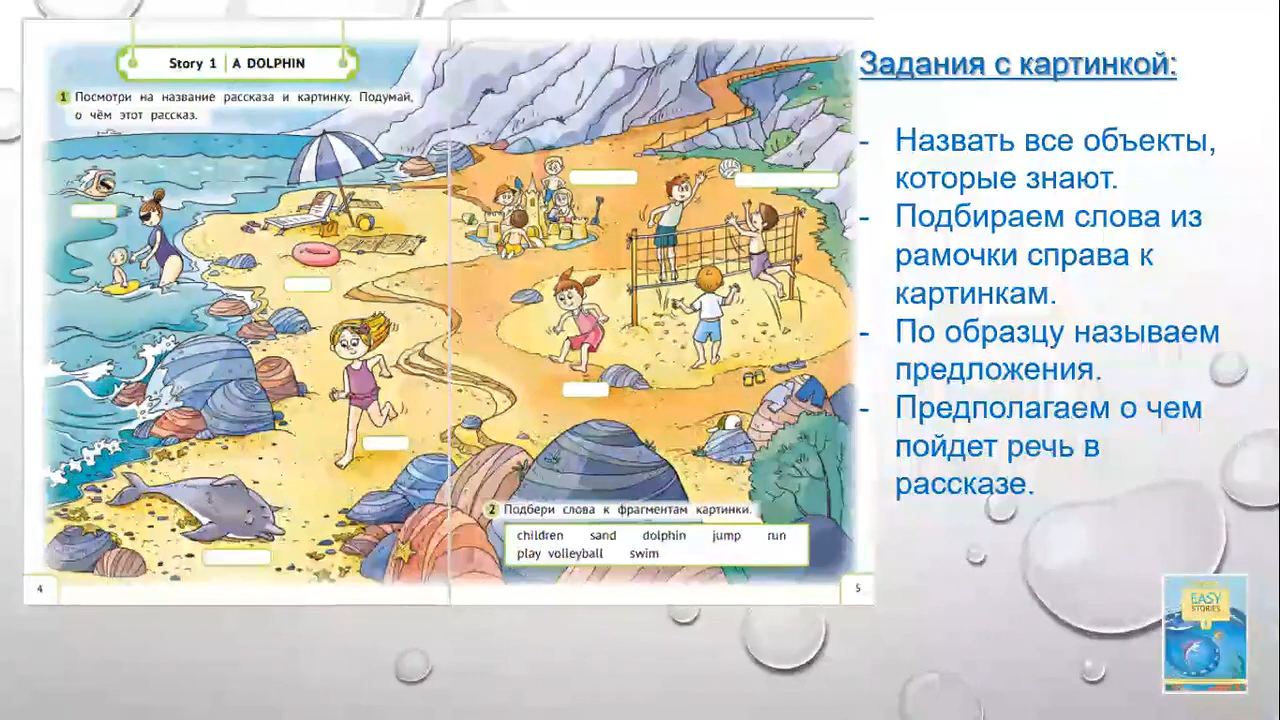 Story 1 | A DOLPHIN
1 Посмотри на название рассказа и картинку. Подумай,
о чём этот рассказ.
2 Подбери слова к фрагментам картинки.
children sand dolphin jump run
play volleyball swim
4
5
Задания с картинкой:
- Назвать все объекты,
которые знают.
- Подбираем слова из
рамочки справа к
картинкам.
- По образцу называем
предложения.
- Предполагаем о чем
пойдет речь в
рассказе.
EASY
STORIES